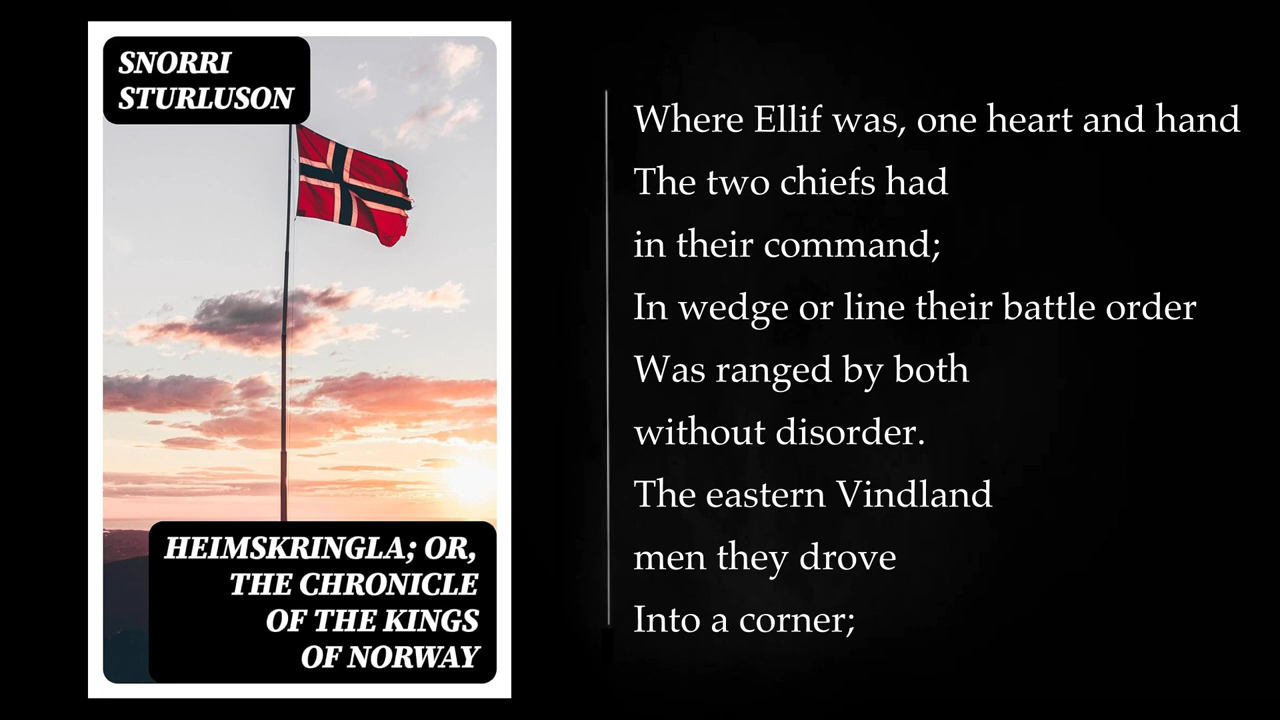 SNORRI
STURLUSON
HEIMSKRINGLA; OR,
THE CHRONICLE
OF THE KINGS
OF NORWAY
Where Ellif was, one heart and hand
The two chiefs had
in their command;
In wedge or line their battle order
Was ranged by both
without disorder.
The eastern Vindland
men they drove
Into a corner;